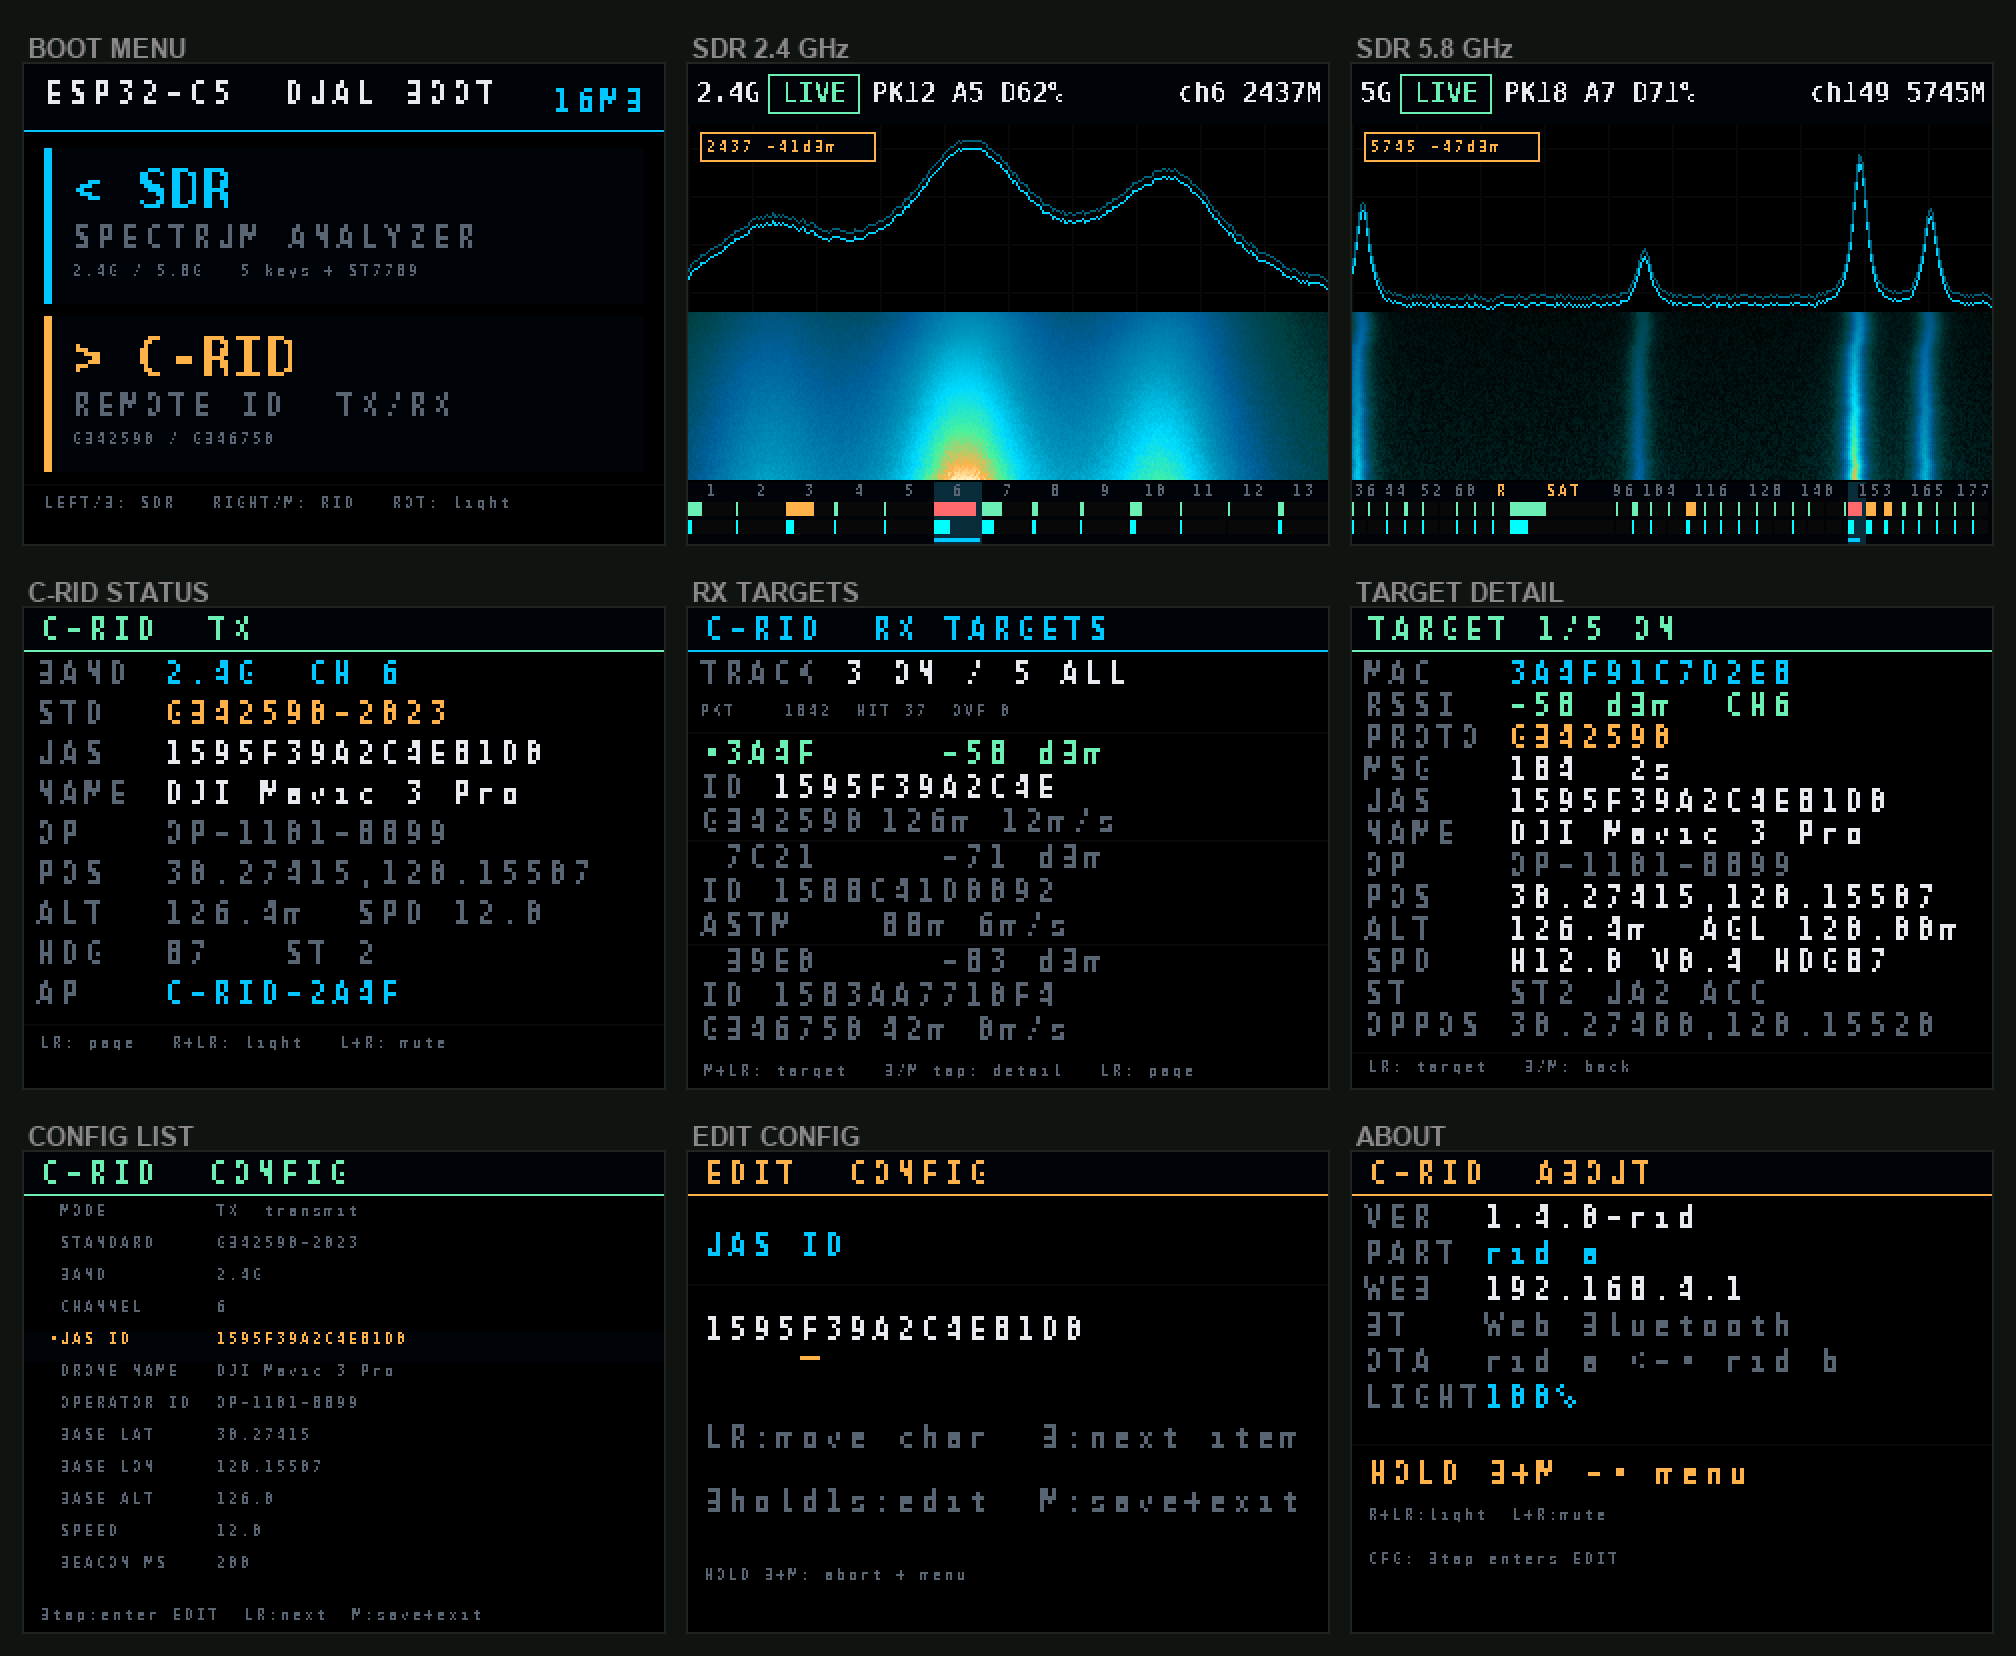 BOOT MENU
ESP32-C5 DUAL BOOT 16MB
< SDR
SPECTRUM ANALYZER
2.4G / 5.8G 5 keys + ST7789
> C-RID
REMOTE ID TX/RX
GB42590 / GB46750
LEFT/B: SDR RIGHT/M: RID ROT: light
SDR 2.4 GHz
2.4G LIVE PK12 A5 D62% ch6 2437M
2437 -41dBm
1 2 3 4 5 6 7 8 9 10 11 12 13
SDR 5.8 GHz
5G LIVE PK18 A7 D71% ch149 5745M
5745 -47dBm
36 44 52 60 R SAT 96 104 116 128 140 153 165 177
C-RID STATUS
C-RID TX
BAND 2.4G CH 6
STD GB42590-2023
UAS 1595F39A2C4E81D0
NAME DJI Mavic 3 Pro
OP OP-1101-8899
POS 30.27415,120.15507
ALT 126.4m SPD 12.0
HDG 87 ST 2
AP C-RID-2A4F
LR: page R+LR: light L+R: mute
RX TARGETS
C-RID RX TARGETS
TRACK 3 ON / 5 ALL
PKT 1842 HIT 37 OVF 0
•3A4F -58 dBm
ID 1595F39A2C4E
GB42590 126m 12m/s
7C21 -71 dBm
ID 1588C41D0092
ASTM 88m 6m/s
39E0 -83 dBm
ID 1583AA7710F4
GB46750 42m 0m/s
M+LR: target B/M tap: detail LR: page
TARGET DETAIL
TARGET 1/5 ON
MAC 3A4F91C7D2E8
RSSI -58 dBm CH6
PROTO GB42590
MSG 184 2s
UAS 1595F39A2C4E81D0
NAME DJI Mavic 3 Pro
OP OP-1101-8899
POS 30.27415,120.15507
ALT 126.4m AGL 120.00m
SPD H12.0 V0.4 HDG87
ST ST2 UA2 ACC
OPPOS 30.27400,120.15520
LR: target B/M: back
CONFIG LIST
C-RID CONFIG
MODE TX transmit
STANDARD GB42590-2023
BAND 2.4G
CHANNEL 6
•UAS ID 1595F39A2C4E81D0
DRONE NAME DJI Mavic 3 Pro
OPERATOR ID OP-1101-8899
BASE LAT 30.27415
BASE LON 120.15507
BASE ALT 126.0
SPEED 12.0
BEACON MS 200
Btap:enter EDIT LR:next M:save+exit
EDIT CONFIG
EDIT CONFIG
UAS ID
1595F39A2C4E81D0
LR:move char B:next item
Bhold1s:edit M:save+exit
HOLD B+M: abort + menu
ABOUT
C-RID ABOUT
VER 1.4.0-rid
PART rid a
WEB 192.168.4.1
BT Web Bluetooth
OTA rid a <-> rid b
LIGHT100%
HOLD B+M -> menu
R+LR:light L+R:mute
CFG: Btap enters EDIT